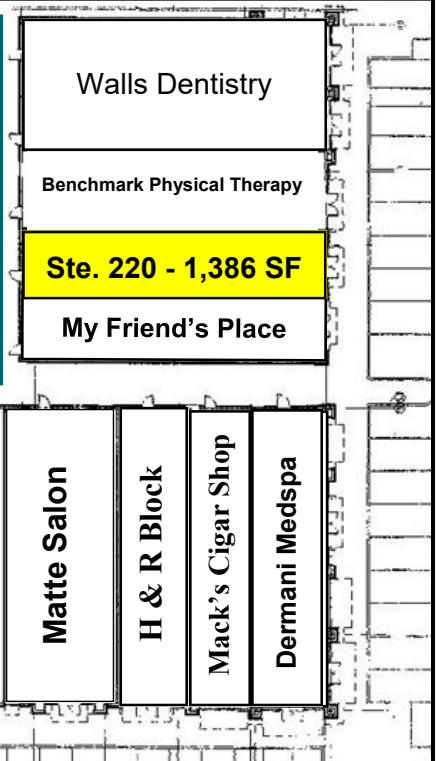 Walls Dentistry
Benchmark Physical Therapy
Ste. 220 - 1,386 SF
My Friend's Place
Matte Salon
H & R Block
Mack's Cigar Shop
Dermani Medspa